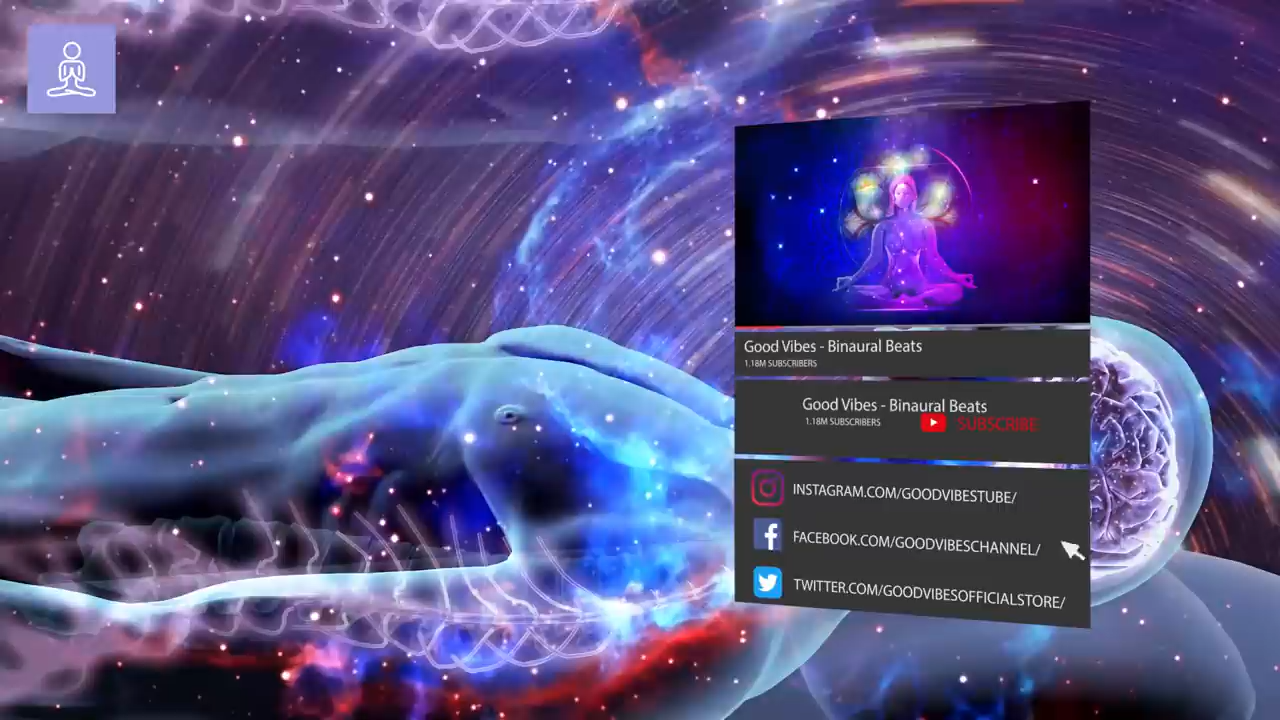 Good Vibes - Binaural Beats
1.18M SUBSCRIBERS
Good Vibes - Binaural Beats
1.18M SUBSCRIBERS
SUBSCRIBE
INSTAGRAM.COM/GOODVIBESTUBE/
FACEBOOK.COM/GOODVIBESCHANNEL/
TWITTER.COM/GOODVIBESOFFICIALSTORE/